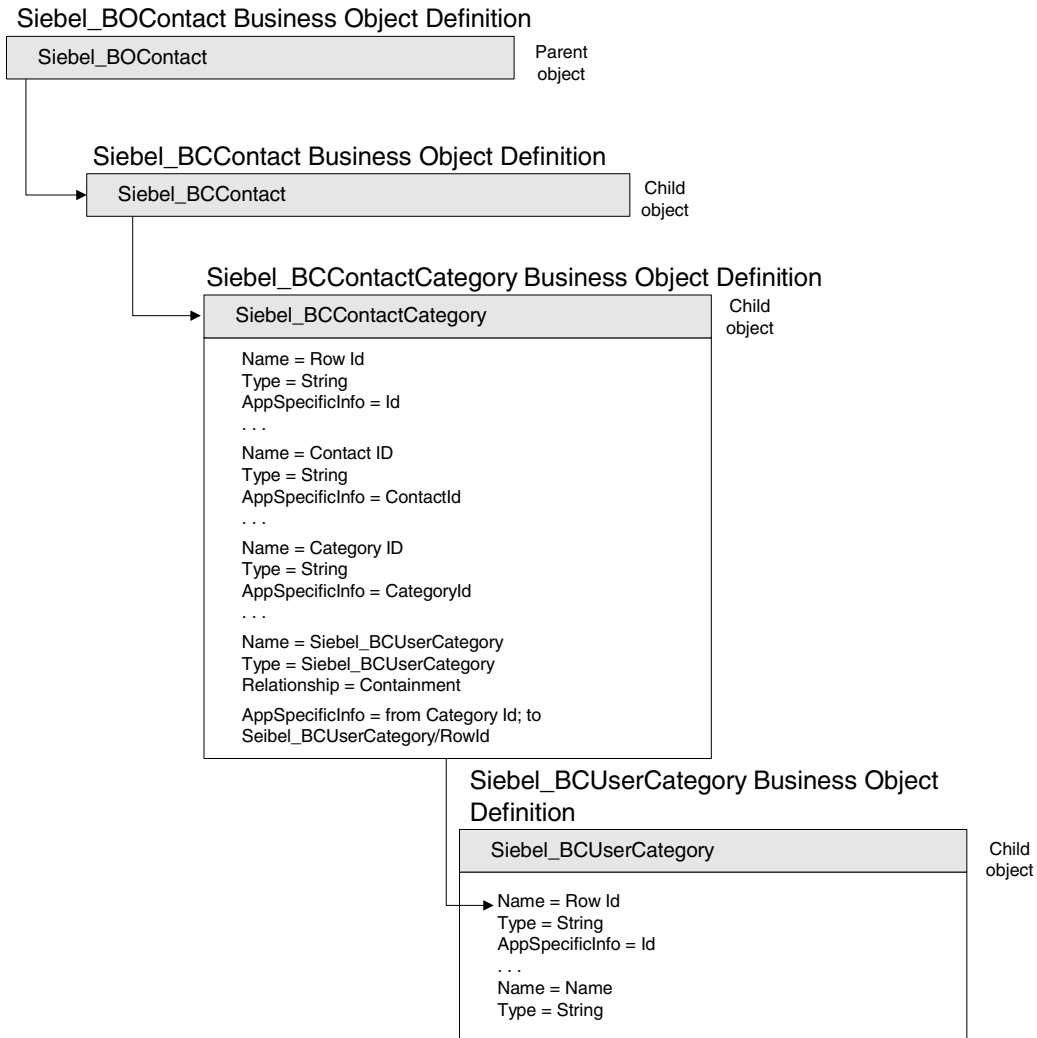 Siebel_BOContact Business Object Definition
Siebel_BOContact
Parent
object
Siebel_BCContact Business Object Definition
Siebel_BCContact
Child
object
Siebel_BCContactCategory Business Object Definition
Siebel_BCContactCategory
Child
object
Name = Row Id
Type = String
AppSpecificInfo = Id
. . .
Name = Contact ID
Type = String
AppSpecificInfo = ContactId
. . .
Name = Category ID
Type = String
AppSpecificInfo = CategoryId
. . .
Name = Siebel_BCUserCategory
Type = Siebel_BCUserCategory
Relationship = Containment
AppSpecificInfo = from Category Id; to
Seibel_BCUserCategory/RowId
Siebel_BCUserCategory Business Object
Definition
Siebel_BCUserCategory
Child
object
Name = Row Id
Type = String
AppSpecificInfo = Id
. . .
Name = Name
Type = String